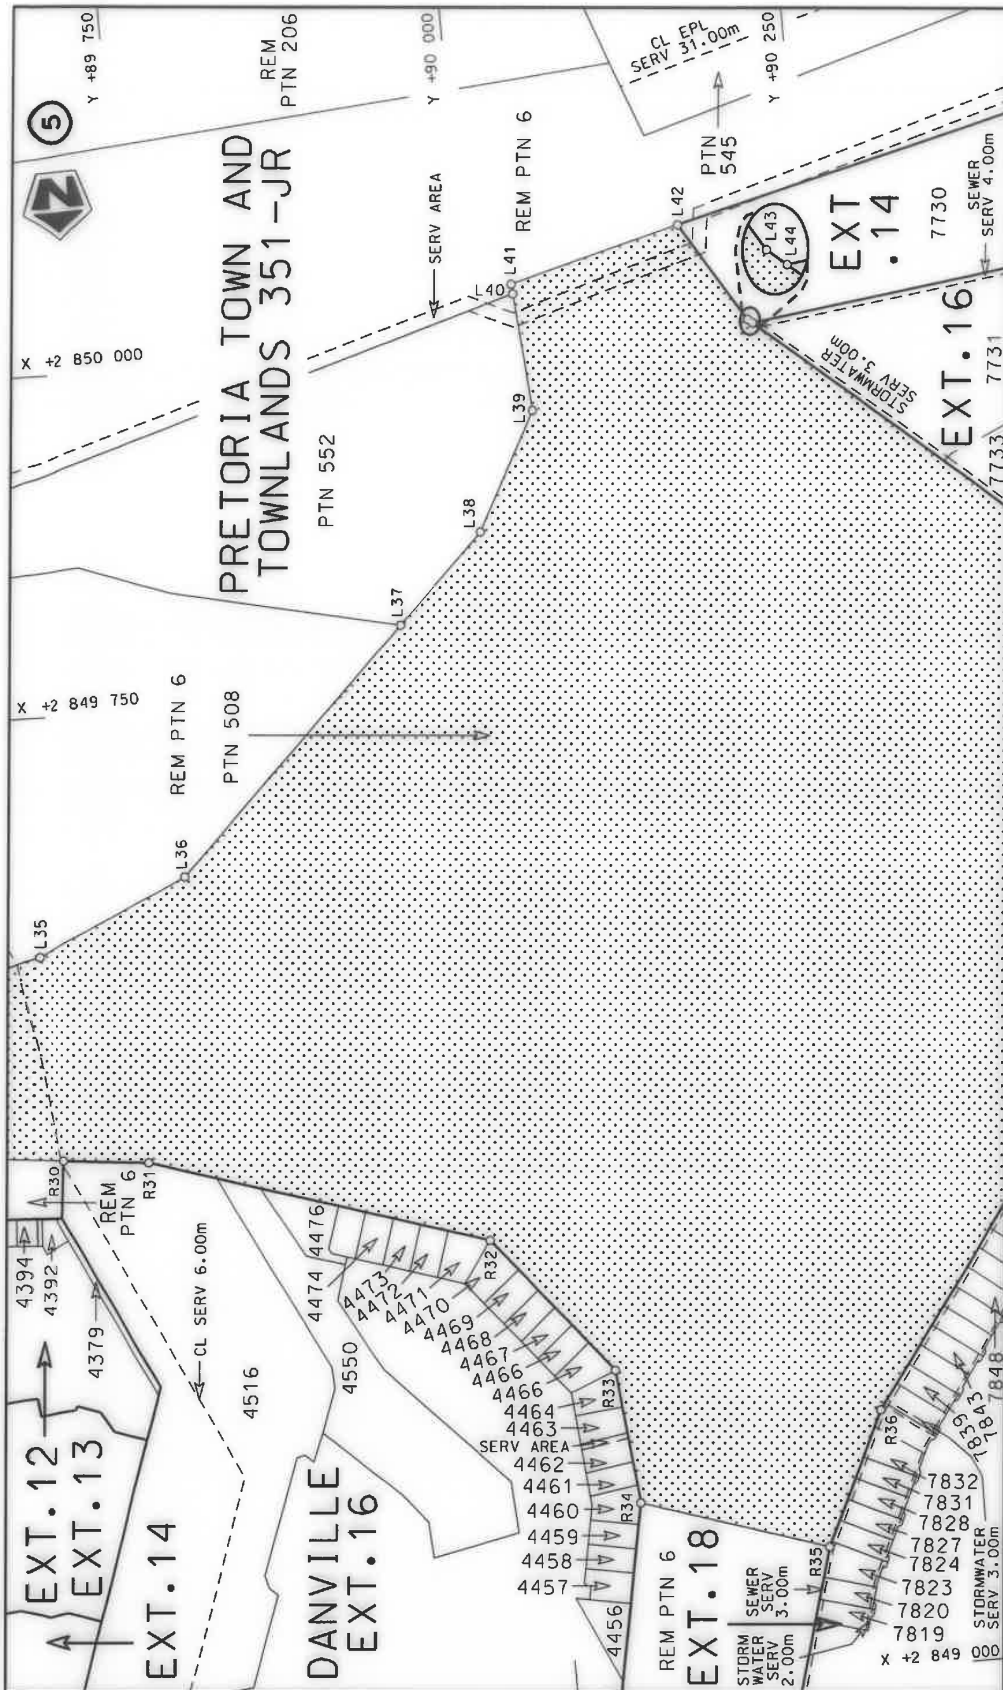 5
N
Y +89 750
REM
PTN 206
Y +90 000
CL EPL
SERV 31.00m
Y +90 250
PRETORIA TOWN AND
TOWNLANDS 351-JR
SERV AREA
REM PTN 6
PTN
545
L42
L43
L44
EXT
.14
7730
SEWER
SERV 4.00m
L41
L40
X +2 850 000
PTN 552
L39
L38
L37
STORMWATER
SERV 3.00m
EXT.16
7731
7733
X +2 849 750
REM PTN 6
PTN 508
L36
L35
R30
R31
REM
PTN 6
4394
4392
4379
CL SERV 6.00m
4516
4550
4476
4474
4473
4472
4471
4470
4469
4468
4467
4466
4466
4464
4463
SERV AREA
4462
4461
4460
4459
4458
4457
4456
R32
R33
R34
R35
R36
EXT.12
EXT.13
EXT.14
DANVILLE
EXT.16
REM PTN 6
EXT.18
STORM
WATER
SERV
2.00m
SEWER
SERV
3.00m
7848
7843
7839
7832
7831
7828
7827
7824
7823
7820
7819
STORMWATER
SERV 3.00m
X +2 849 000